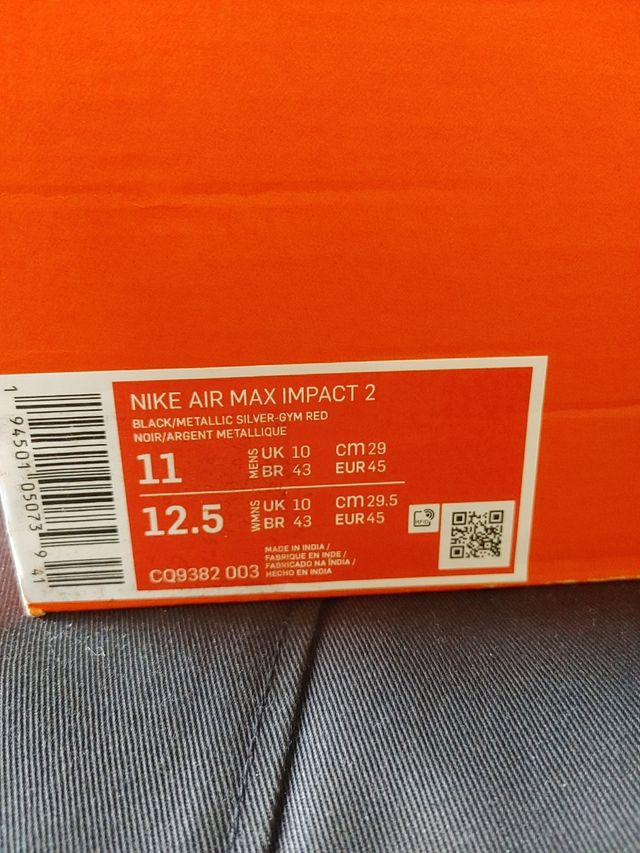 NIKE AIR MAX IMPACT 2
BLACK/METALLIC SILVER-GYM RED
NOIR/ARGENT METALLIQUE
11 MENS UK 10 CM 29
BR 43 EUR 45
12.5 WMNS UK 10 CM 29.5
BR 43 EUR 45
RFID
CQ9382 003
MADE IN INDIA /
FABRIQUE EN INDE /
FABRICADO NA ÍNDIA /
HECHO EN INDIA
1 94501 05073 9 41